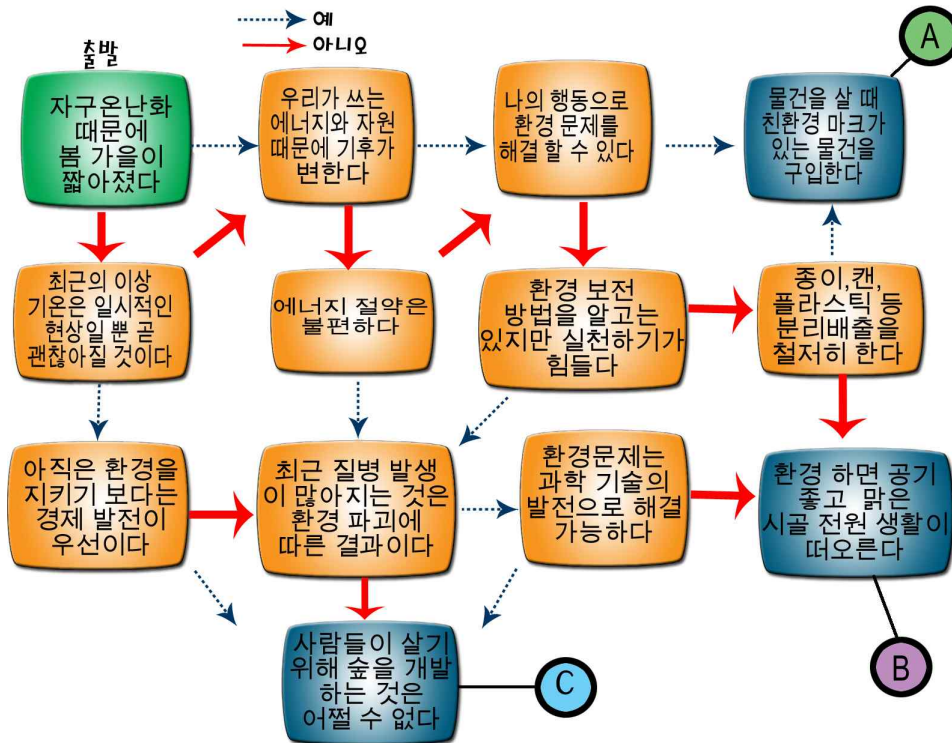 예
아니오
출발
자구온난화
때문에
봄 가을이
짧아졌다
우리가 쓰는
에너지와 자원
때문에 기후가
변한다
나의 행동으로
환경 문제를
해결 할 수 있다
물건을 살 때
친환경 마크가
있는 물건을
구입한다
A
최근의 이상
기온은 일시적인
현상일 뿐 곧
괜찮아질 것이다
에너지 절약은
불편하다
환경 보전
방법을 알고는
있지만 실천하기가
힘들다
종이,캔,
플라스틱 등
분리배출을
철저히 한다
아직은 환경을
지키기 보다는
경제 발전이
우선이다
최근 질병 발생
이 많아지는 것은
환경 파괴에
따른 결과이다
환경문제는
과학 기술의
발전으로 해결
가능하다
환경 하면 공기
좋고 맑은
시골 전원 생활이
떠오른다
사람들이 살기
위해 숲을 개발
하는 것은
어쩔 수 없다
C
B